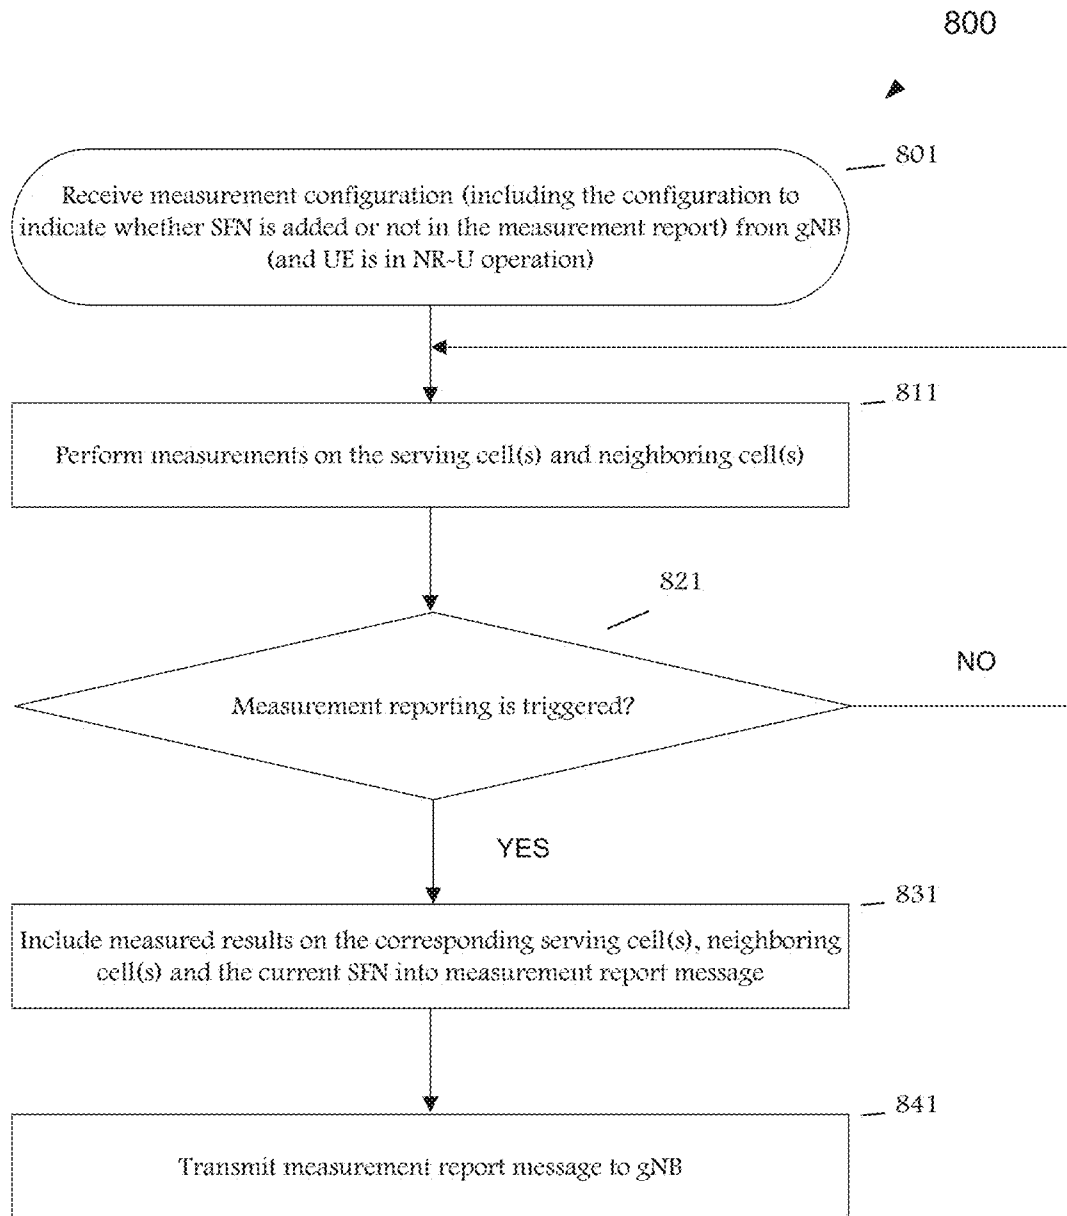 800
801
Receive measurement configuration (including the configuration to
indicate whether SFN is added or not in the measurement report) from gNB
(and UE is in NR-U operation)
811
Perform measurements on the serving cell(s) and neighboring cell(s)
821
NO
Measurement reporting is triggered?
YES
831
Include measured results on the corresponding serving cell(s), neighboring
cell(s) and the current SFN into measurement report message
841
Transmit measurement report message to gNB